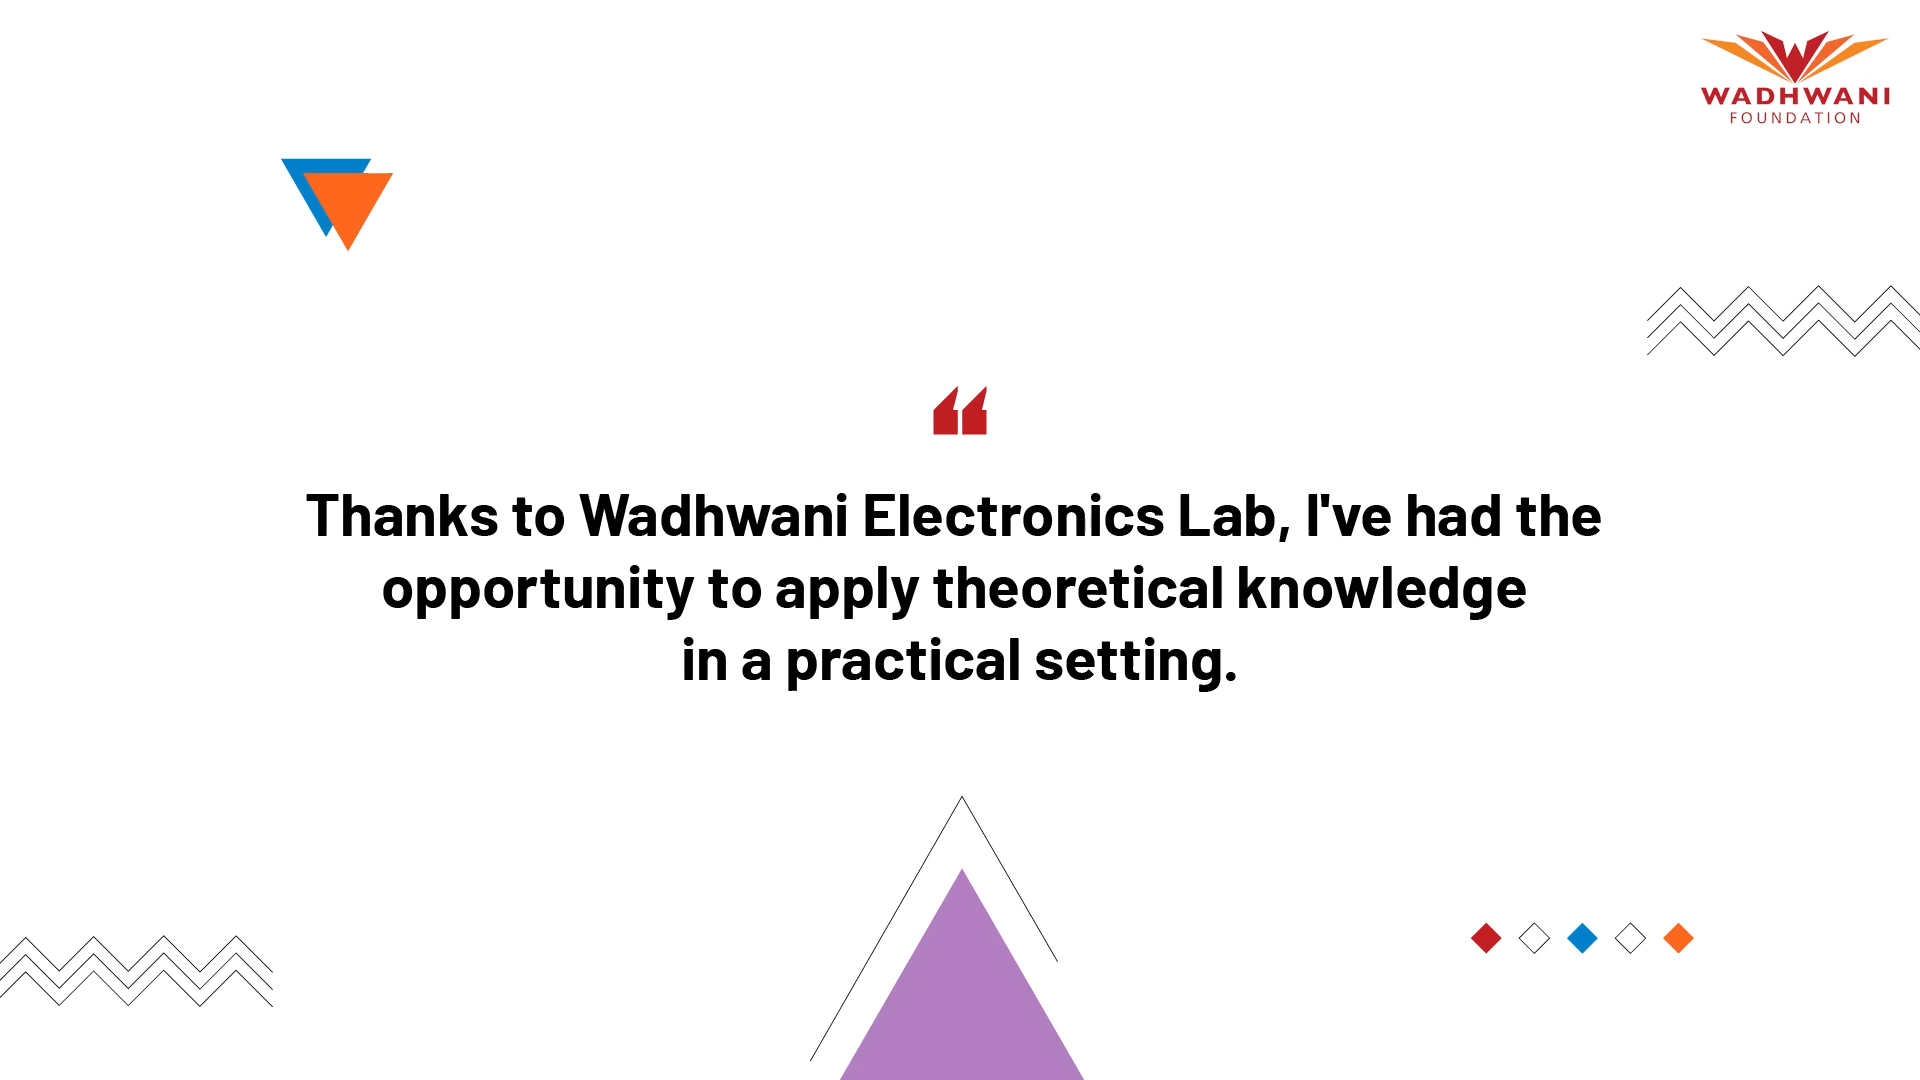 WADHWANI
FOUNDATION
Thanks to Wadhwani Electronics Lab, I've had the
opportunity to apply theoretical knowledge
in a practical setting.